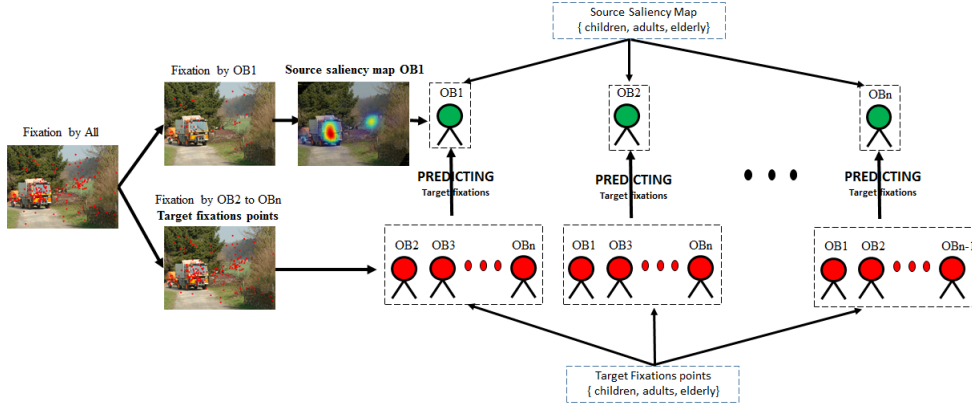 Source Saliency Map
{ children, adults, elderly}
Fixation by OB1
Source saliency map OB1
OB1
OB2
OBn
Fixation by All
PREDICTING
Target fixations
PREDICTING
Target fixations
PREDICTING
Target fixations
Fixation by OB2 to OBn
Target fixations points
OB2
OB3
OBn
OB1
OB3
OBn
OB1
OB2
OBn-1
Target Fixations points
{ children, adults, elderly}